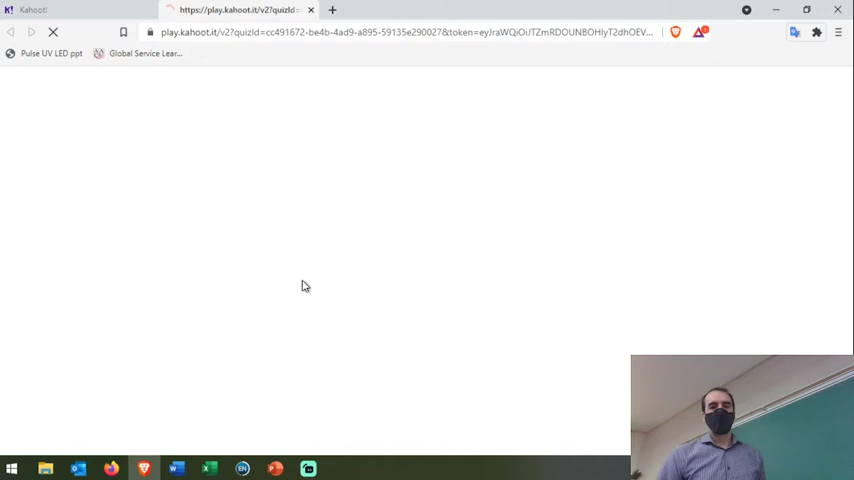 K! Kahoot!
https://play.kahoot.it/v2?quizId=
play.kahoot.it/v2?quizId=cc491672-be4b-4ad9-a895-59135e290027&token=
Pulse UV LED ppt
Global Service Lear...
EN